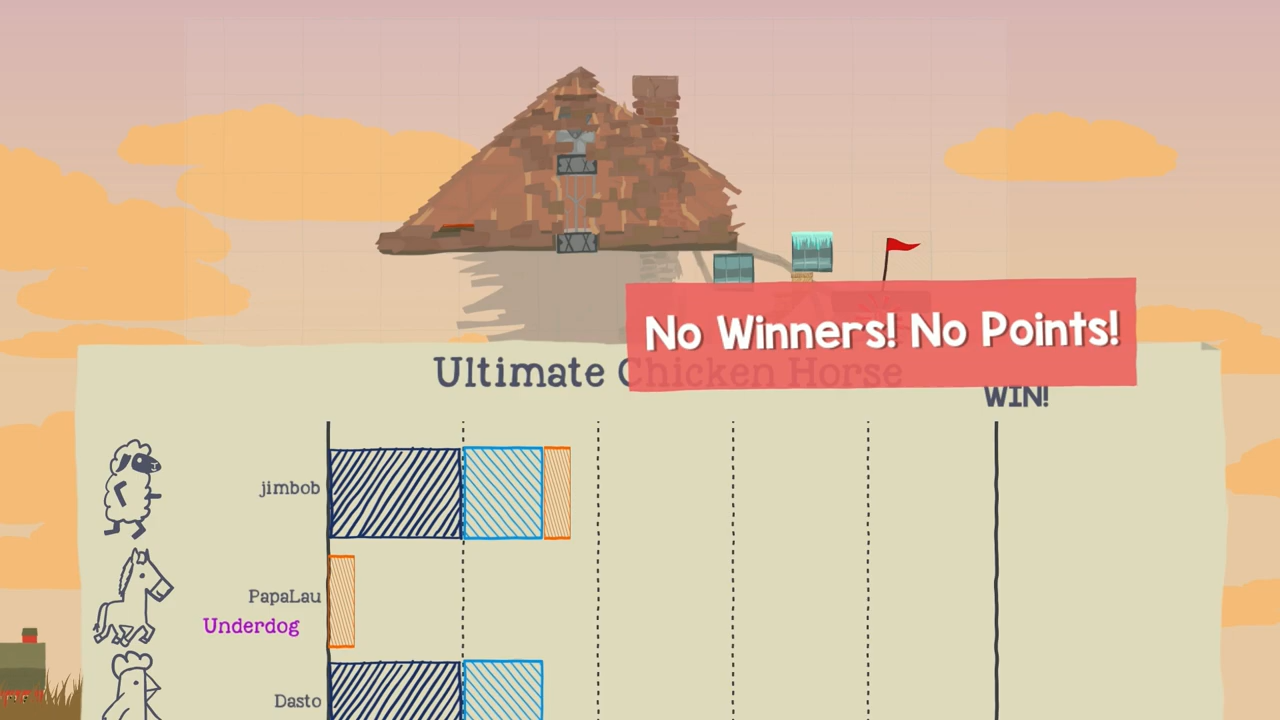 No Winners! No Points!
Ultimate Chicken Horse
WIN!
jimbob
PapaLau
Underdog
Dasto